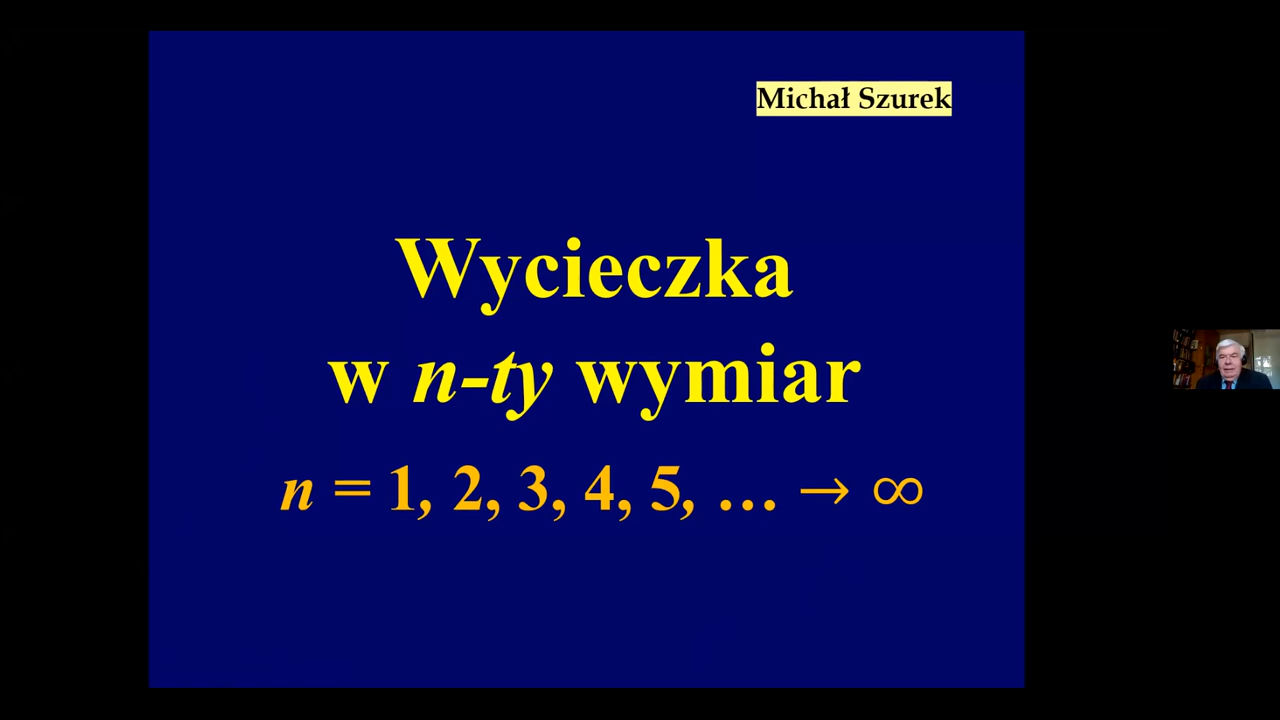 Michał Szurek
Wycieczka
w n-ty wymiar
n = 1, 2, 3, 4, 5, … → ∞